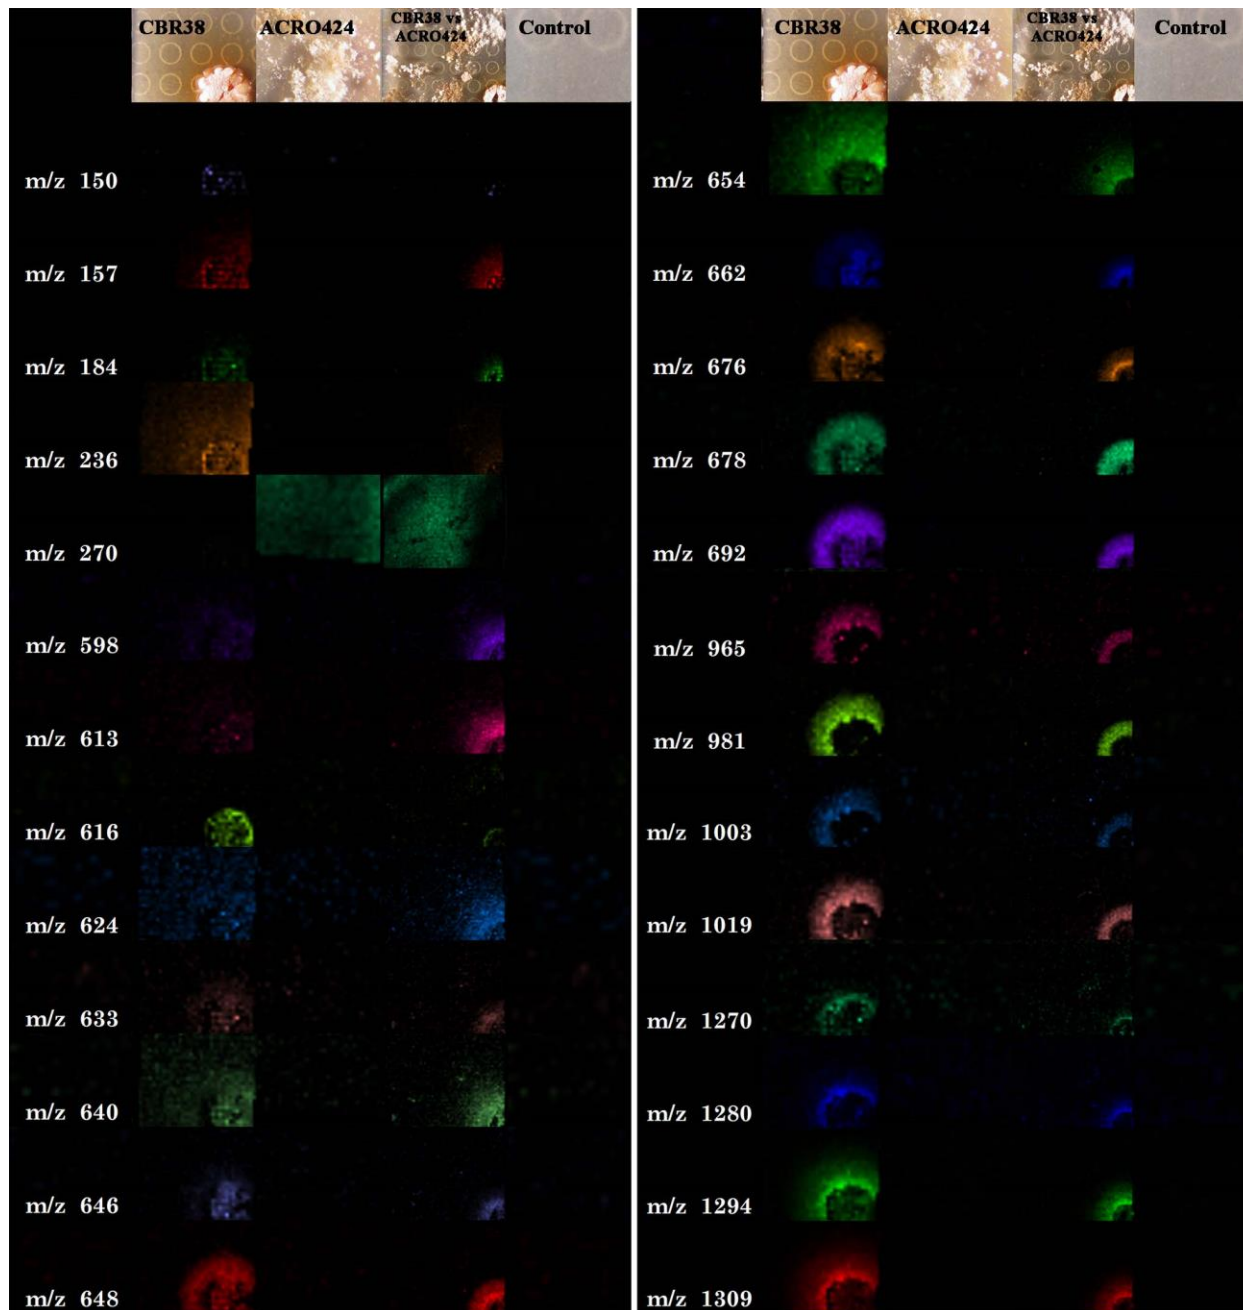 CBR38
ACRO424
CBR38 vs
ACRO424
Control
m/z 150
m/z 157
m/z 184
m/z 236
m/z 270
m/z 598
m/z 613
m/z 616
m/z 624
m/z 633
m/z 640
m/z 646
m/z 648
CBR38
ACRO424
CBR38 vs
ACRO424
Control
m/z 654
m/z 662
m/z 676
m/z 678
m/z 692
m/z 965
m/z 981
m/z 1003
m/z 1019
m/z 1270
m/z 1280
m/z 1294
m/z 1309